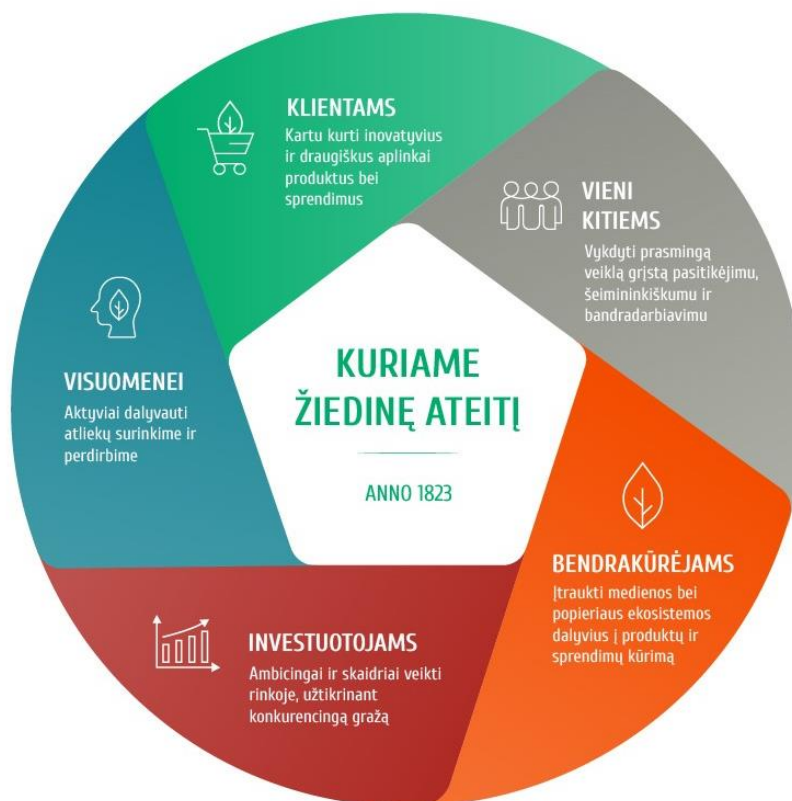 KLIENTAMS
Kartu kurti inovatyvius
ir draugiškus aplinkai
produktus bei
sprendimus
VIENI
KITIEMS
Vykdyti prasmingą
veiklą grįstą pasitikėjimu,
šeimininkiškumu ir
bandradarbiavimu
VISUOMENEI
Aktyviai dalyvauti
atliekų surinkime ir
perdirbime
KURIAME
ŽIEDINĘ ATEITĮ
ANNO 1823
BENDRAKŪRĖJAMS
Įtraukti medienos bei
popieriaus ekosistemos
dalyvius į produktų ir
sprendimų kūrimą
INVESTUOTOJAMS
Ambicingai ir skaidriai veikti
rinkoje, užtikrinant
konkurencingą gražą